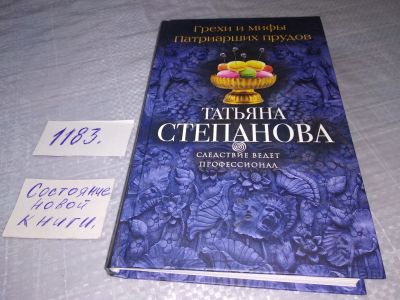 Грехи и мифы
Патриарших прудов
ТАТЬЯНА
СТЕПАНОВА
СЛЕДСТВИЕ ВЕДЕТ
ПРОФЕССИОНАЛ
1183.
Состояние
новой
книги.